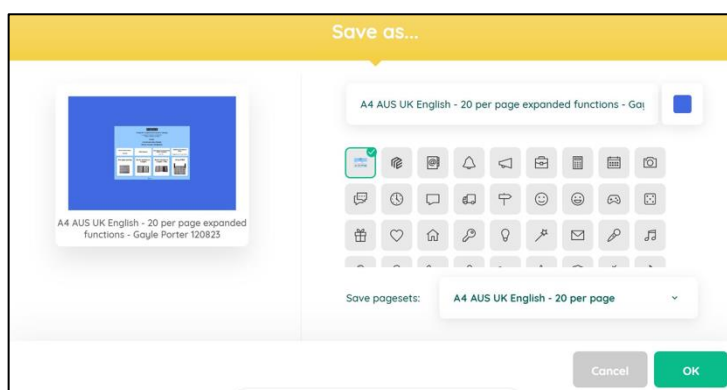 Save as...
A4 AUS UK English - 20 per page expanded functions - Gay
A4 AUS UK English - 20 per page expanded
functions - Gayle Porter 120823
Save pagesets:
A4 AUS UK English - 20 per page
Cancel
OK